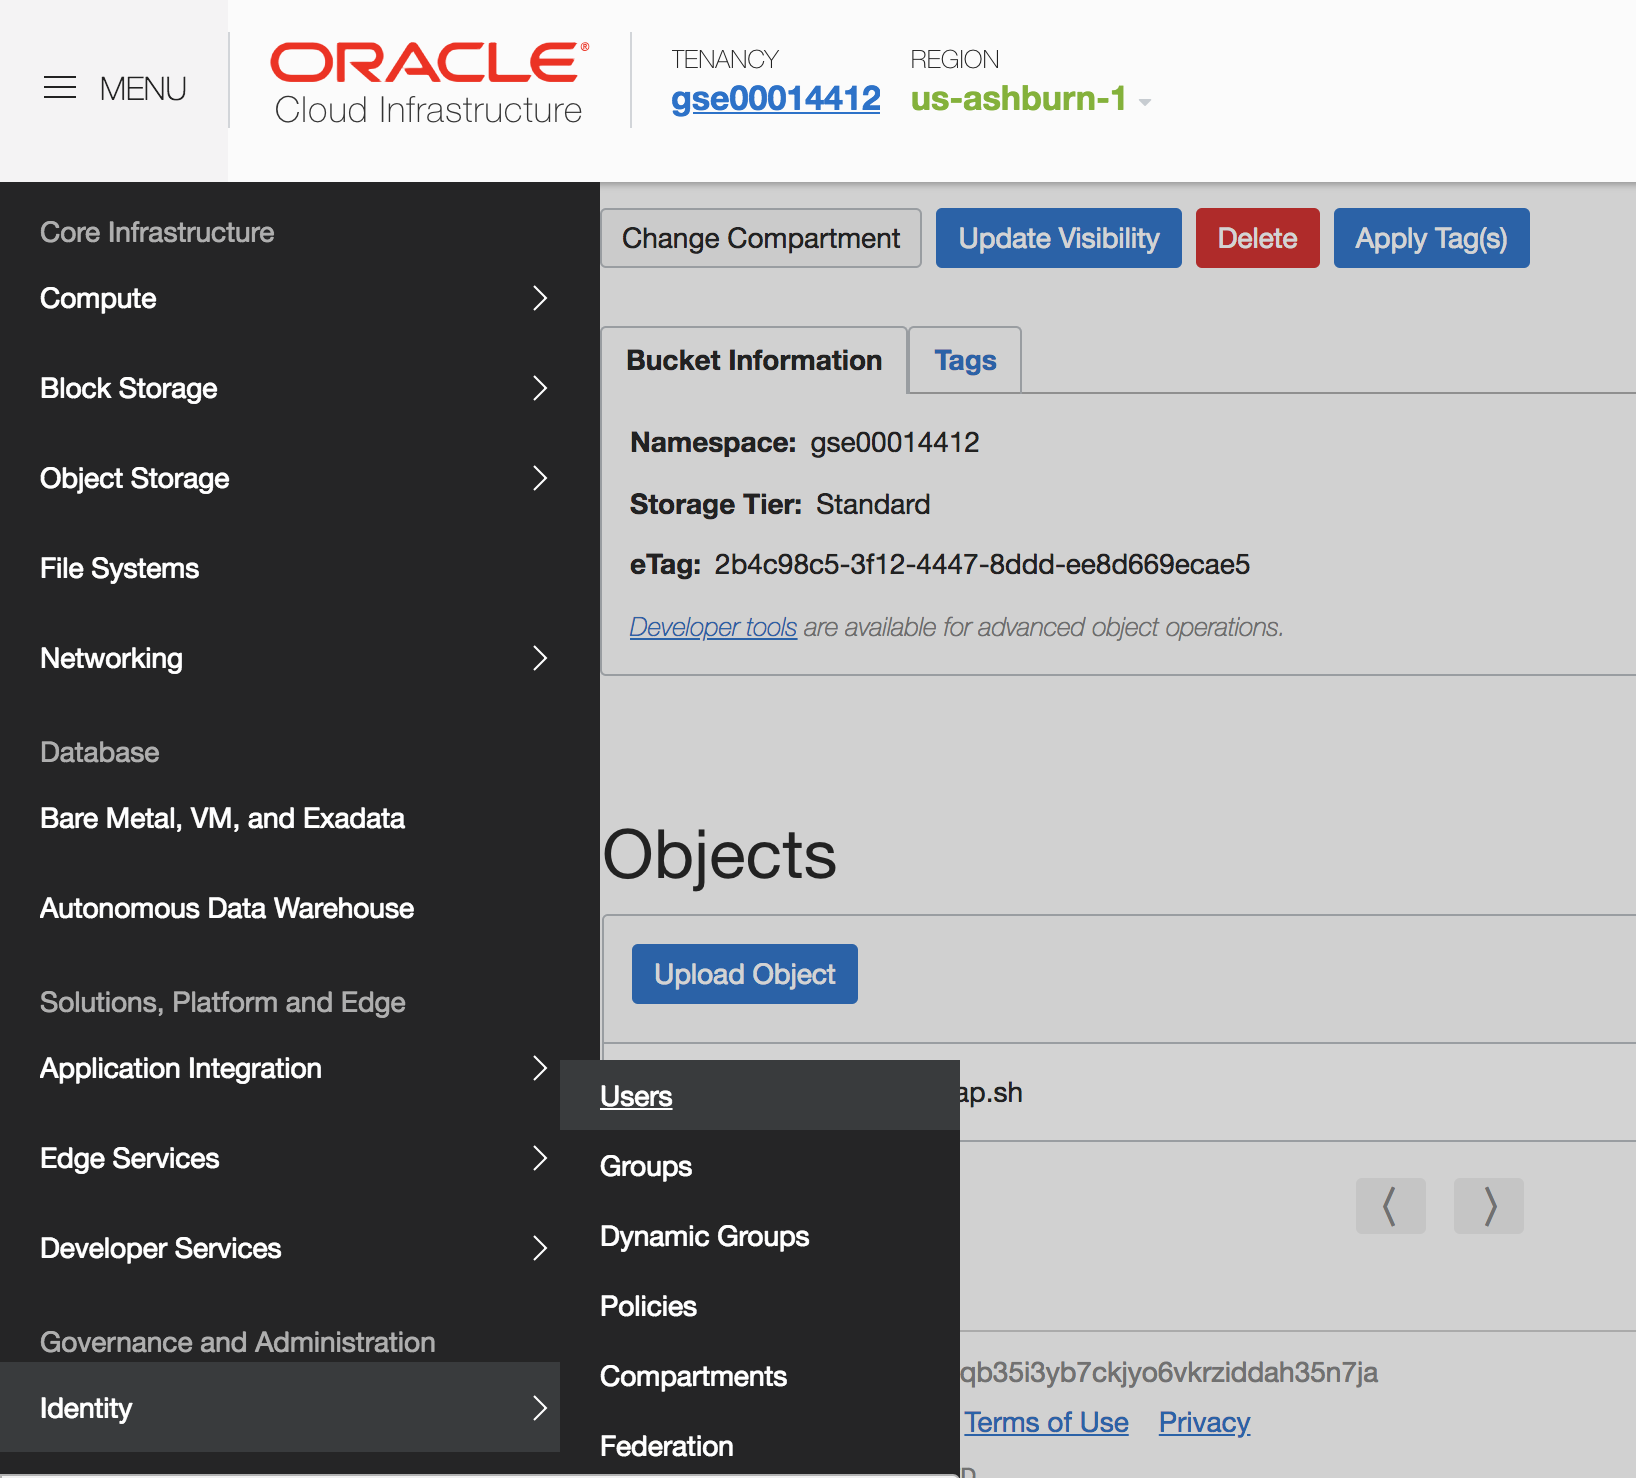 MENU
ORACLE®
Cloud Infrastructure
TENANCY
gse00014412
REGION
us-ashburn-1
Core Infrastructure
Compute
Block Storage
Object Storage
File Systems
Networking
Database
Bare Metal, VM, and Exadata
Autonomous Data Warehouse
Solutions, Platform and Edge
Application Integration
Edge Services
Developer Services
Governance and Administration
Identity
Users
Groups
Dynamic Groups
Policies
Compartments
Federation
Change Compartment
Update Visibility
Delete
Apply Tag(s)
Bucket Information
Tags
Namespace: gse00014412
Storage Tier: Standard
eTag: 2b4c98c5-3f12-4447-8ddd-ee8d669ecae5
Developer tools are available for advanced object operations.
Objects
Upload Object
ap.sh
qb35i3yb7ckjyo6vkrziddah35n7ja
Terms of Use Privacy